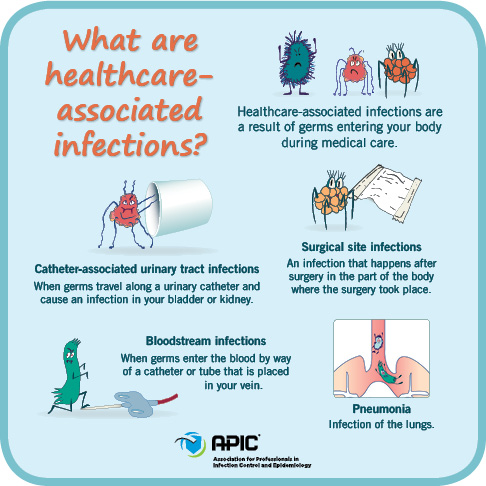 What are
healthcare-
associated
infections?
Healthcare-associated infections are
a result of germs entering your body
during medical care.
Catheter-associated urinary tract infections
When germs travel along a urinary catheter and
cause an infection in your bladder or kidney.
Surgical site infections
An infection that happens after
surgery in the part of the body
where the surgery took place.
Bloodstream infections
When germs enter the blood by way
of a catheter or tube that is placed
in your vein.
Pneumonia
Infection of the lungs.
APIC®
Association for Professionals in
Infection Control and Epidemiology